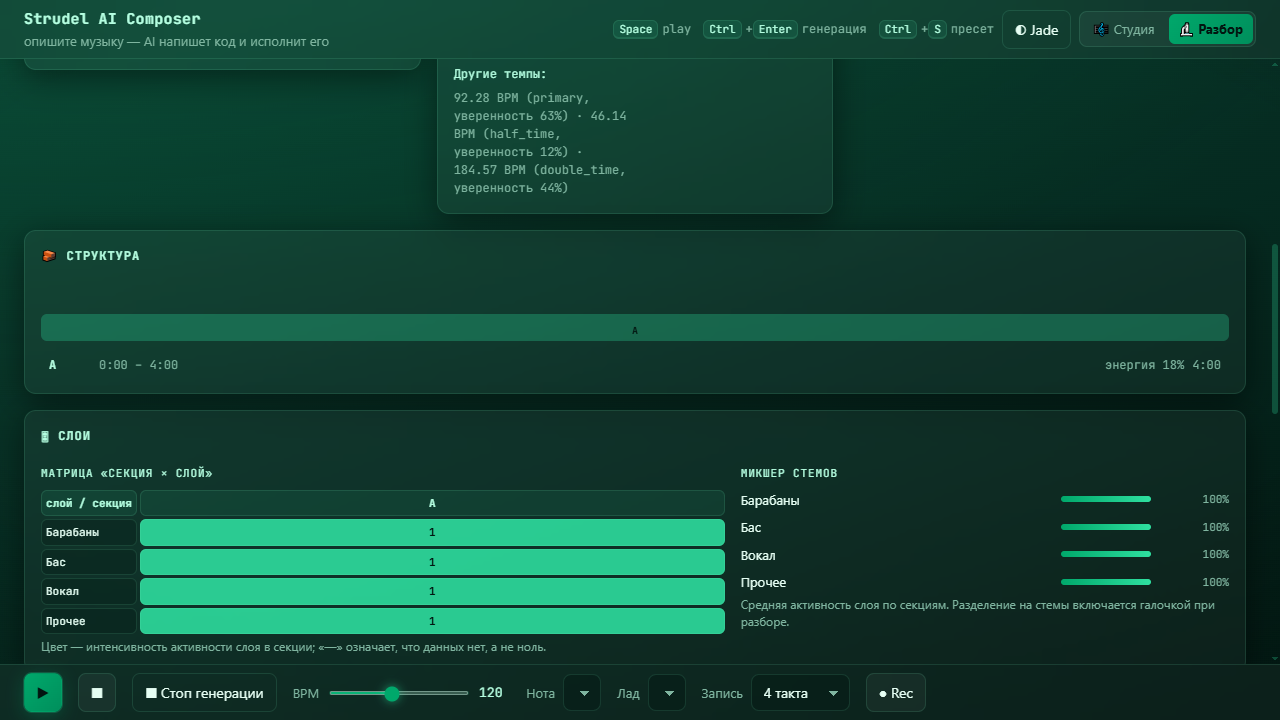 Strudel AI Composer
опишите музыку — AI напишет код и исполнит его
Space play Ctrl + Enter генерация Ctrl + S пресет
Jade
Студия
Разбор
Другие темпы:
92.28 BPM (primary,
уверенность 63%) · 46.14
BPM (half_time,
уверенность 12%) ·
184.57 BPM (double_time,
уверенность 44%)
СТРУКТУРА
A
A 0:00 – 4:00 энергия 18% 4:00
СЛОИ
МАТРИЦА «СЕКЦИЯ × СЛОЙ»
слой / секция A
Барабаны 1
Бас 1
Вокал 1
Прочее 1
Цвет — интенсивность активности слоя в секции; «—» означает, что данных нет, а не ноль.
МИКШЕР СТЕМОВ
Барабаны 100%
Бас 100%
Вокал 100%
Прочее 100%
Средняя активность слоя по секциям. Разделение на стемы включается галочкой при
разборе.
Стоп генерации
BPM 120
Нота
Лад
Запись 4 такта
Rec